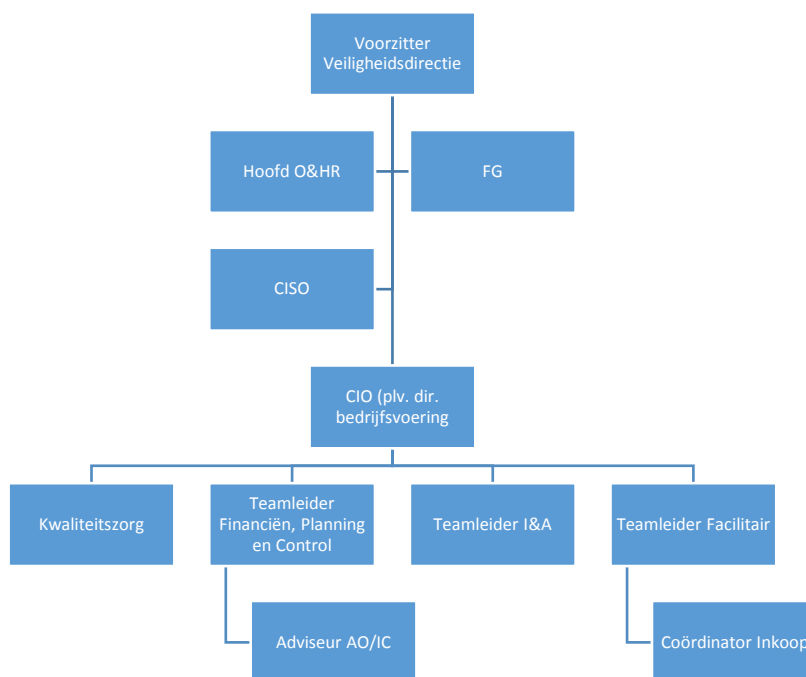 Voorzitter
Veiligheidsdirectie
Hoofd O&HR
FG
CISO
CIO (plv. dir.
bedrijfsvoering
Kwaliteitszorg
Teamleider
Financiën, Planning
en Control
Teamleider I&A
Teamleider Facilitair
Adviseur AO/IC
Coördinator Inkoop